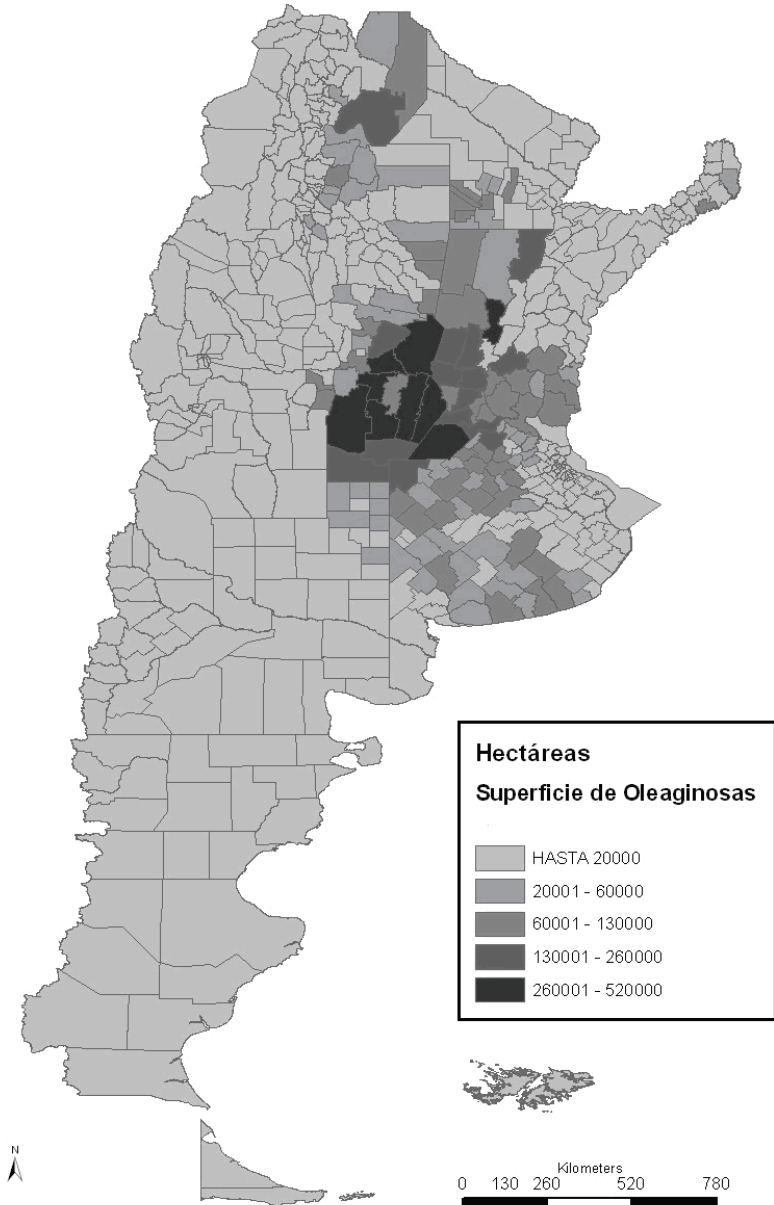 Hectáreas
Superficie de Oleaginosas
HASTA 20000
20001 - 60000
60001 - 130000
130001 - 260000
260001 - 520000
N
Kilometers
0 130 260 520 780